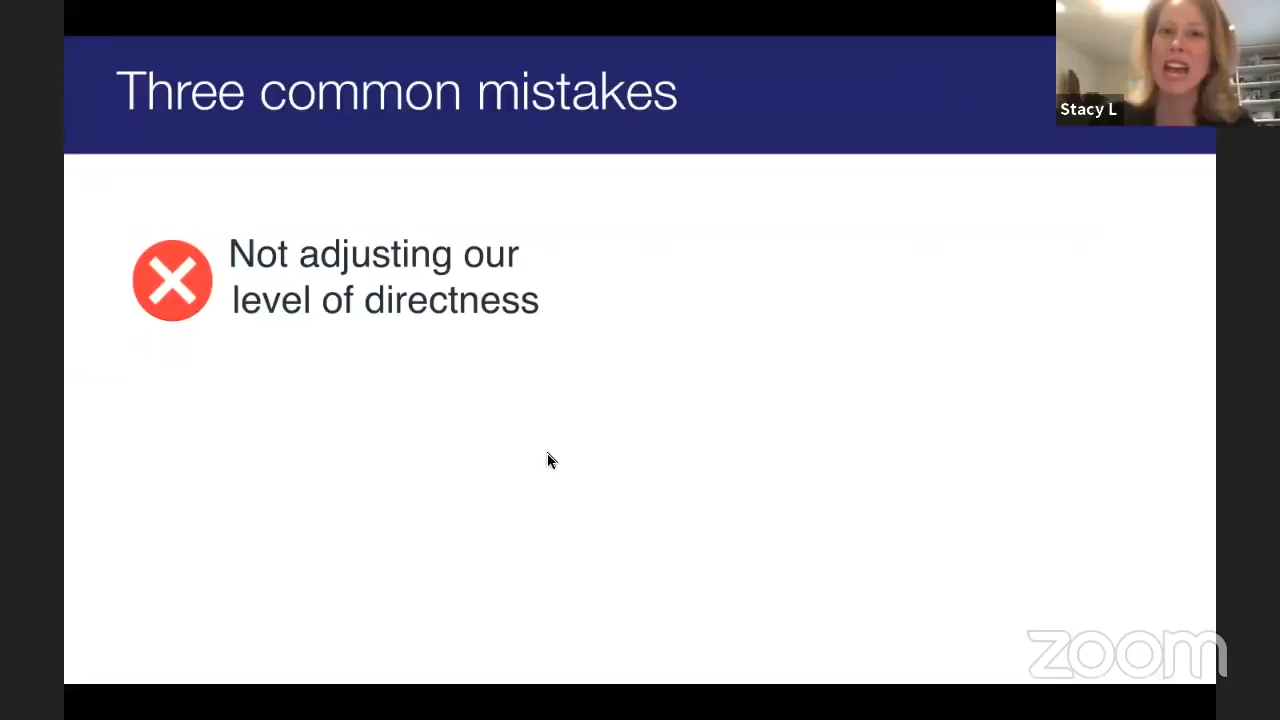 Three common mistakes
Stacy L
Not adjusting our
level of directness
zoom